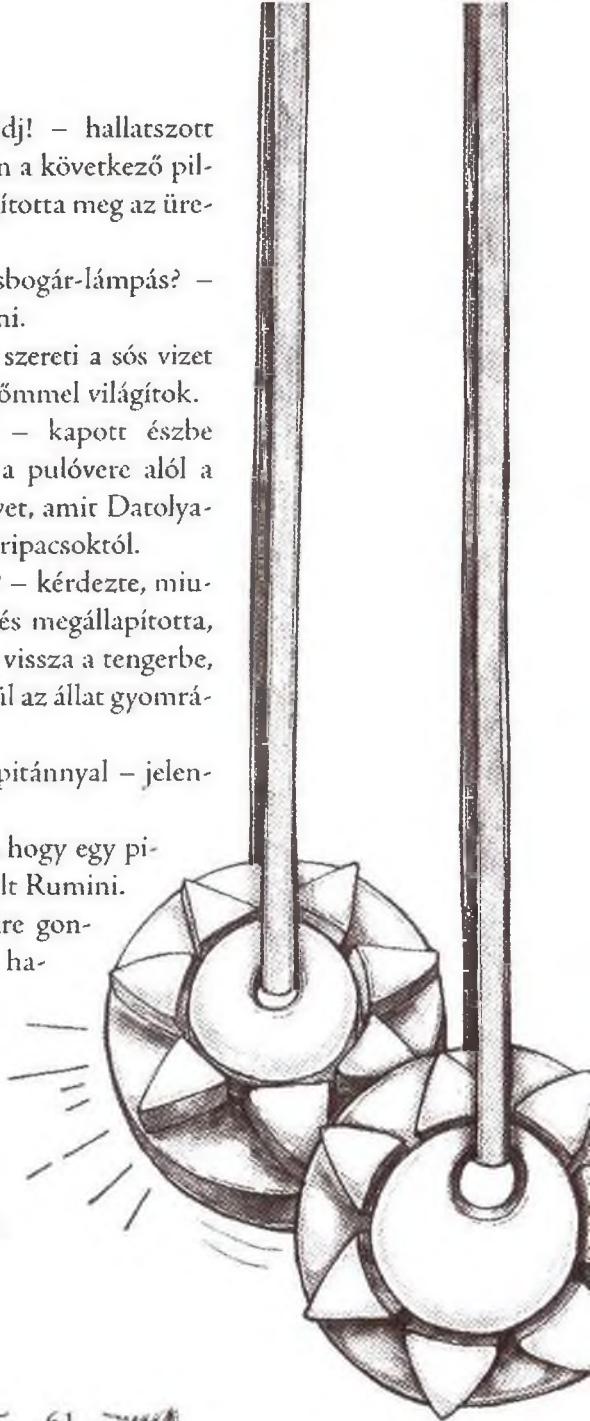 dj! – hallatszott
n a következő pil-
ította meg az üre-
sbogár-lámpás? –
ni.
szereti a sós vizet
őmmel világítok.
– kapott észbe
a pulóvere alól a
vet, amit Datolya-
ripacsoktól.
? – kérdezte, miu-
és megállapította,
vissza a tengerbe,
ül az állat gyomrá-
pitánnyal – jelen-
hogy egy pi-
lt Rumini.
re gon-
ha-
61